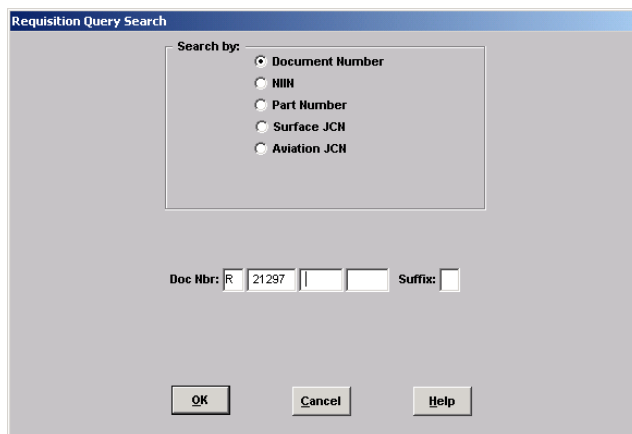 Requisition Query Search
Search by:
Document Number
NIIN
Part Number
Surface JCN
Aviation JCN
Doc Nbr: R 21297 Suffix:
OK Cancel Help